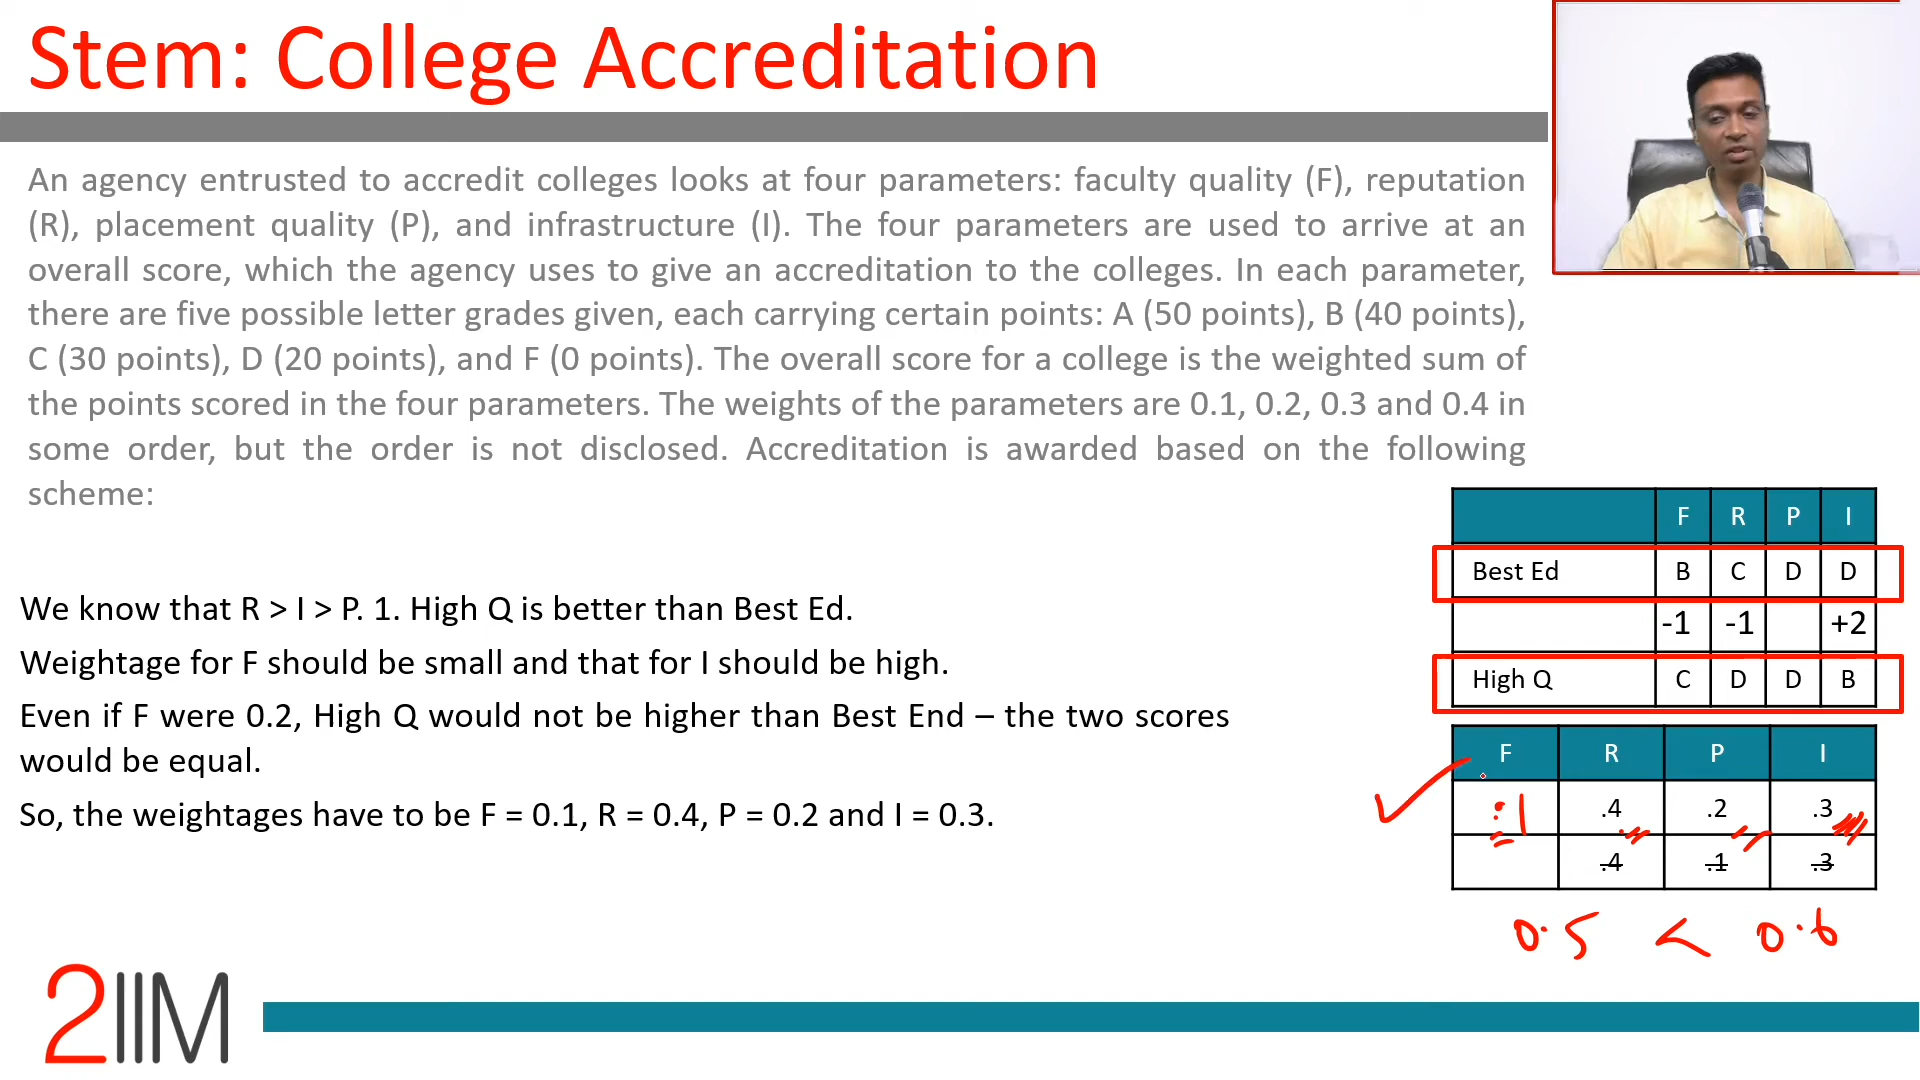 Stem: College Accreditation
An agency entrusted to accredit colleges looks at four parameters: faculty quality (F), reputation
(R), placement quality (P), and infrastructure (I). The four parameters are used to arrive at an
overall score, which the agency uses to give an accreditation to the colleges. In each parameter,
there are five possible letter grades given, each carrying certain points: A (50 points), B (40 points),
C (30 points), D (20 points), and F (0 points). The overall score for a college is the weighted sum of
the points scored in the four parameters. The weights of the parameters are 0.1, 0.2, 0.3 and 0.4 in
some order, but the order is not disclosed. Accreditation is awarded based on the following
scheme:
We know that R > I > P. 1. High Q is better than Best Ed.
Weightage for F should be small and that for I should be high.
Even if F were 0.2, High Q would not be higher than Best End – the two scores
would be equal.
So, the weightages have to be F = 0.1, R = 0.4, P = 0.2 and I = 0.3.
F R P I
Best Ed B C D D
-1 -1 +2
High Q C D D B
F R P I
.1 .4 .2 .3
.4 .1 .3
0.5 < 0.6
2IIM